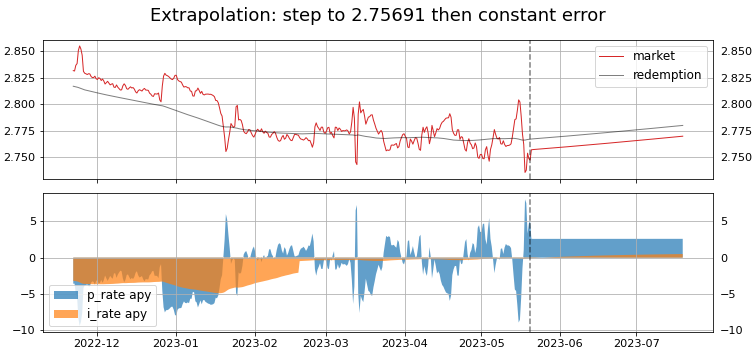 Extrapolation: step to 2.75691 then constant error
2.850 2.850
2.825 2.825
2.800 2.800
2.775 2.775
2.750 2.750
market
redemption
5 5
0 0
−5 −5
−10 −10
p_rate apy
i_rate apy
2022-12 2023-01 2023-02 2023-03 2023-04 2023-05 2023-06 2023-07